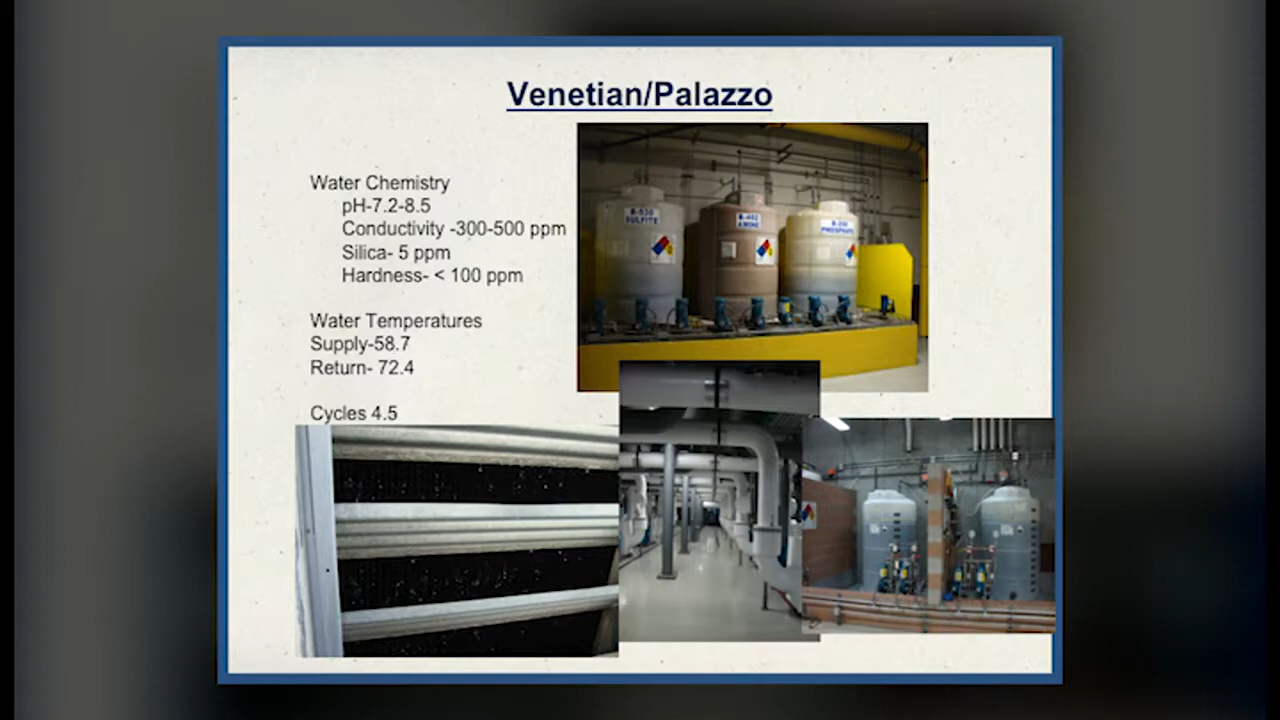 Venetian/Palazzo
Water Chemistry
pH-7.2-8.5
Conductivity -300-500 ppm
Silica- 5 ppm
Hardness- < 100 ppm
Water Temperatures
Supply-58.7
Return- 72.4
Cycles 4.5
SULFITE
AMINE
PHOSPHATE